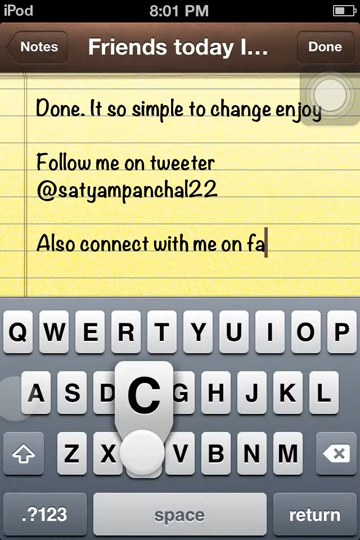 iPod 8:01 PM
Notes Friends today I... Done
Done. It so simple to change enjoy
Follow me on tweeter
@satyampanchal22
Also connect with me on fa
Q W E R T Y U I O P
A S D C G H J K L
Z X V B N M
.?123 space return